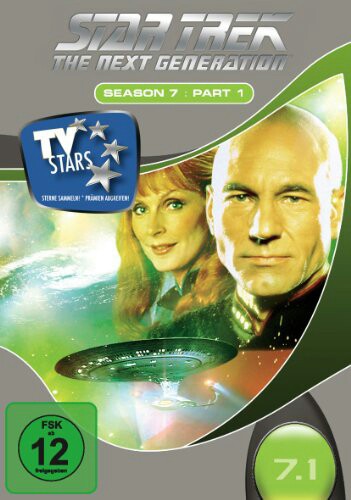 STAR TREK
THE NEXT GENERATION
SEASON 7 : PART 1
TV
STARS
STERNE SAMMELN! * PRÄMIEN ABGREIFEN!
FSK
ab
12
freigegeben
7.1